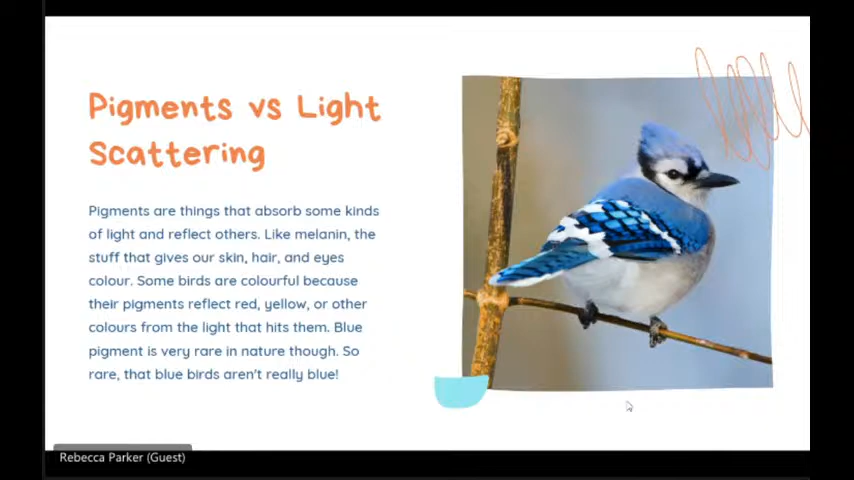 Pigments vs Light
Scattering
Pigments are things that absorb some kinds
of light and reflect others. Like melanin, the
stuff that gives our skin, hair, and eyes
colour. Some birds are colourful because
their pigments reflect red, yellow, or other
colours from the light that hits them. Blue
pigment is very rare in nature though. So
rare, that blue birds aren't really blue!
Rebecca Parker (Guest)